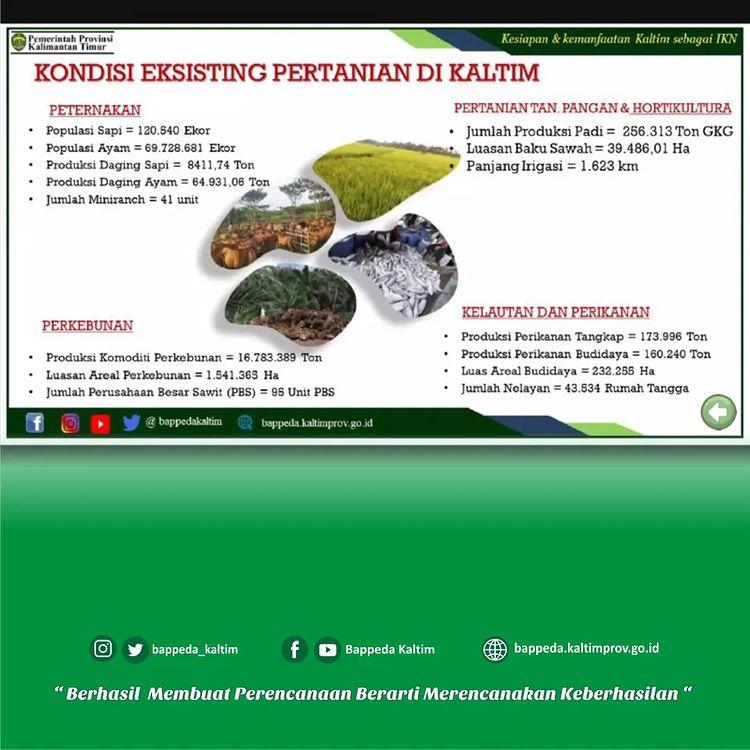 Pemerintah Provinsi
Kalimantan Timur
Kesiapan & kemanfaatan Kaltim sebagai IKN
KONDISI EKSISTING PERTANIAN DI KALTIM
PETERNAKAN
• Populasi Sapi = 120.540 Ekor
• Populasi Ayam = 69.728.681 Ekor
• Produksi Daging Sapi = 8411,74 Ton
• Produksi Daging Ayam = 64.931,06 Ton
• Jumlah Miniranch = 41 unit
PERTANIAN TAN. PANGAN & HORTIKULTURA
• Jumlah Produksi Padi = 256.313 Ton GKG
• Luasan Baku Sawah = 39.486,01 Ha
• Panjang Irigasi = 1.623 km
PERKEBUNAN
• Produksi Komoditi Perkebunan = 16.783.389 Ton
• Luasan Areal Perkebunan = 1.541.365 Ha
• Jumlah Perusahaan Besar Sawit (PBS) = 95 Unit PBS
KELAUTAN DAN PERIKANAN
• Produksi Perikanan Tangkap = 173.996 Ton
• Produksi Perikanan Budidaya = 160.240 Ton
• Luas Areal Budidaya = 232.255 Ha
• Jumlah Nelayan = 43.534 Rumah Tangga
@ bappedakaltim
bappeda.kaltimprov.go.id
bappeda_kaltim
Bappeda Kaltim
bappeda.kaltimprov.go.id
“ Berhasil Membuat Perencanaan Berarti Merencanakan Keberhasilan “